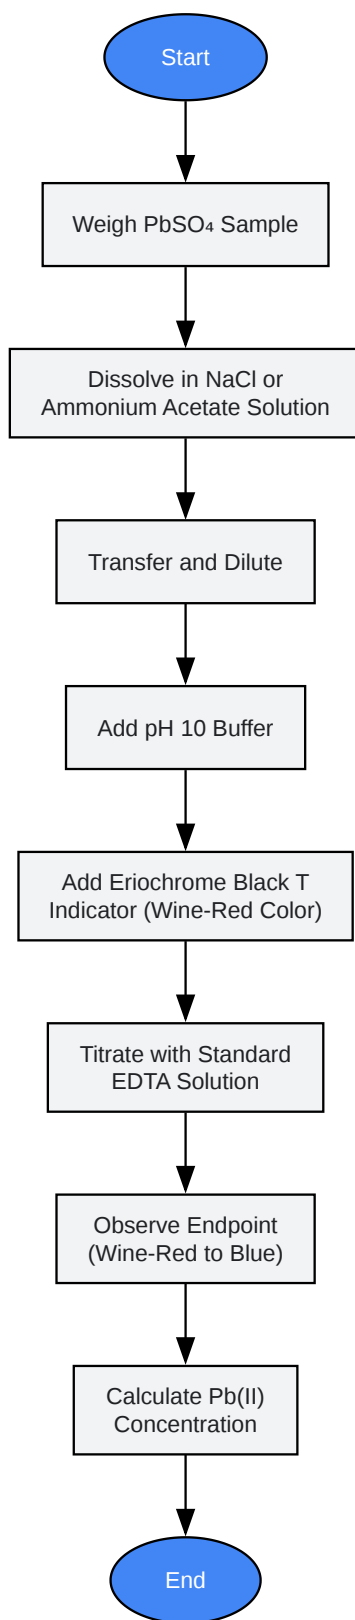 Start
Weigh PbSO₄ Sample
Dissolve in NaCl or
Ammonium Acetate Solution
Transfer and Dilute
Add pH 10 Buffer
Add Eriochrome Black T
Indicator (Wine-Red Color)
Titrate with Standard
EDTA Solution
Observe Endpoint
(Wine-Red to Blue)
Calculate Pb(II)
Concentration
End